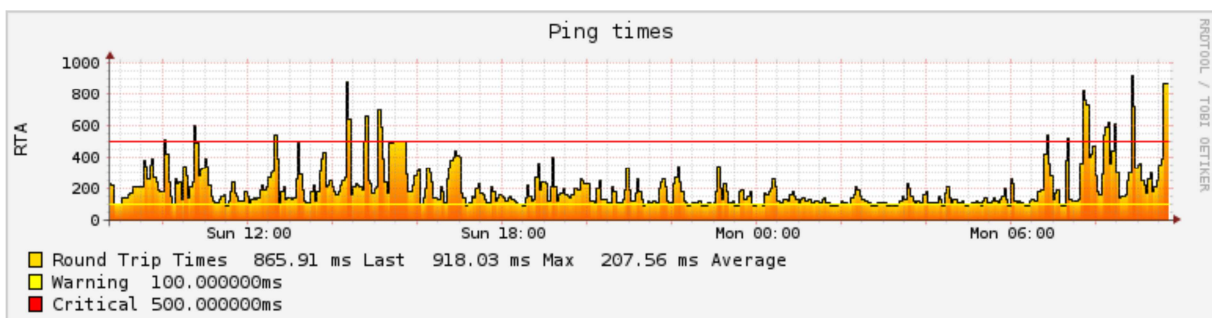 Ping times
RRDTOOL / TOBI OETIKER
RTA
1000
800
600
400
200
0
Sun 12:00 Sun 18:00 Mon 00:00 Mon 06:00
Round Trip Times 865.91 ms Last 918.03 ms Max 207.56 ms Average
Warning 100.000000ms
Critical 500.000000ms